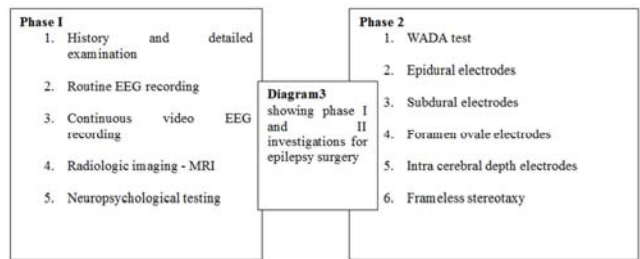 Phase I
1. History and detailed
examination
2. Routine EEG recording
3. Continuous video EEG
recording
4. Radiologic imaging - MRI
5. Neuropsychological testing
Diagram3
showing phase I
and II
investigations for
epilepsy surgery
Phase 2
1. WADA test
2. Epidural electrodes
3. Subdural electrodes
4. Foramen ovale electrodes
5. Intra cerebral depth electrodes
6. Frameless stereotaxy